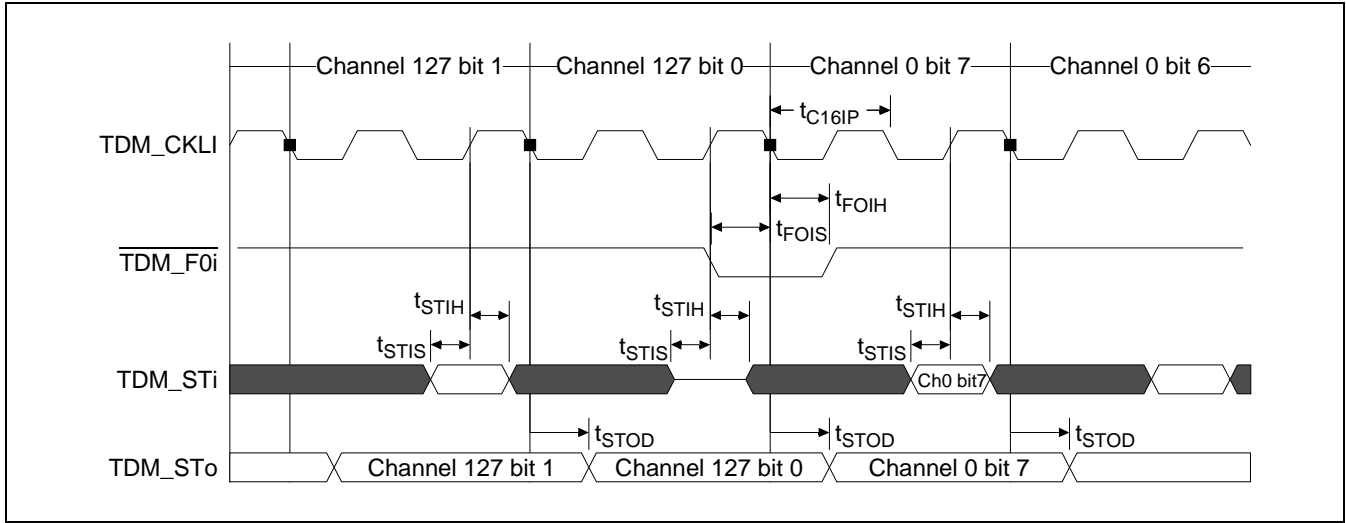 Channel 127 bit 1 Channel 127 bit 0 Channel 0 bit 7 Channel 0 bit 6
tC16IP
TDM_CKLI
tFOIH
tFOIS
TDM_F0i
tSTIH tSTIH tSTIH
tSTIS tSTIS tSTIS
TDM_STi Ch0 bit7
tSTOD tSTOD tSTOD
TDM_STo Channel 127 bit 1 Channel 127 bit 0 Channel 0 bit 7